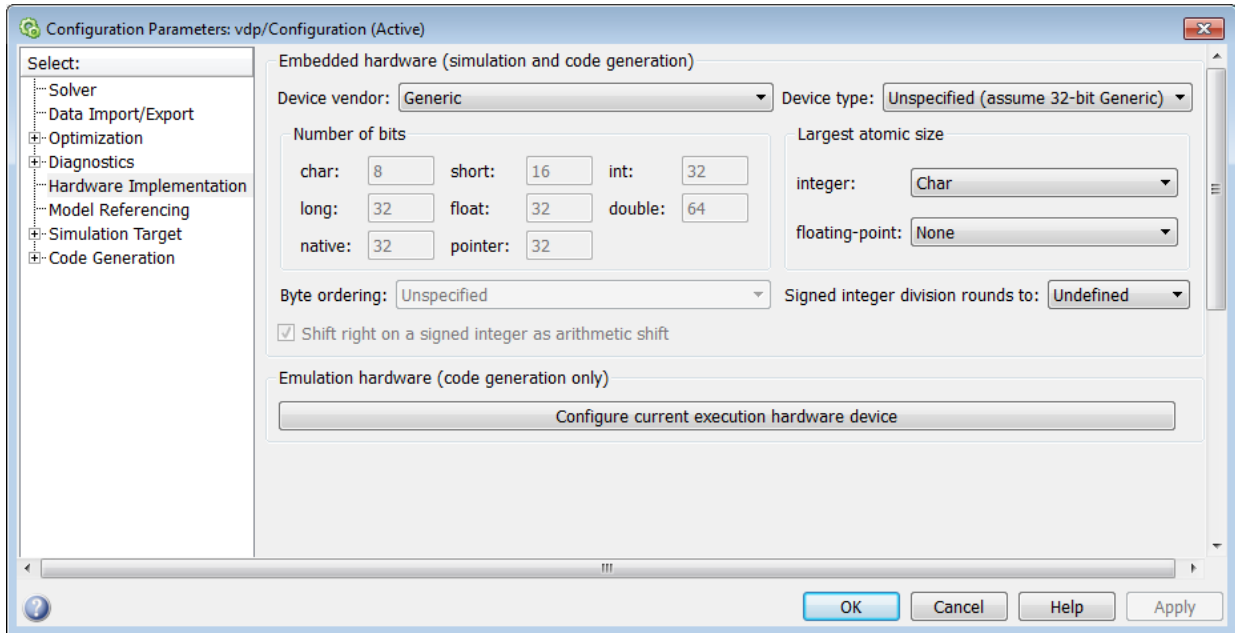 Configuration Parameters: vdp/Configuration (Active)
Select:
Solver
Data Import/Export
Optimization
Diagnostics
Hardware Implementation
Model Referencing
Simulation Target
Code Generation
Embedded hardware (simulation and code generation)
Device vendor: Generic Device type: Unspecified (assume 32-bit Generic)
Number of bits
char: 8 short: 16 int: 32
long: 32 float: 32 double: 64
native: 32 pointer: 32
Largest atomic size
integer: Char
floating-point: None
Byte ordering: Unspecified Signed integer division rounds to: Undefined
Shift right on a signed integer as arithmetic shift
Emulation hardware (code generation only)
Configure current execution hardware device
OK Cancel Help Apply